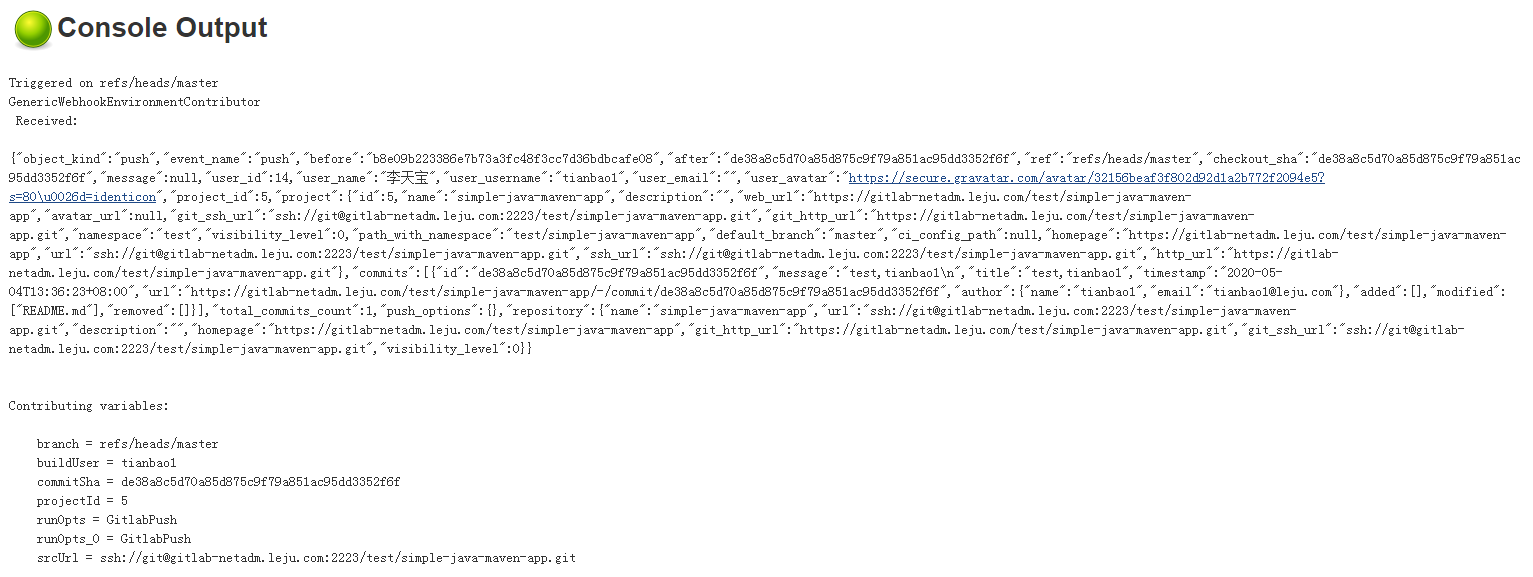 Console Output
Triggered on refs/heads/master
GenericWebhookEnvironmentContributor
Received:
{"object_kind":"push","event_name":"push","before":"b8e09b223386e7b73a3fc48f3cc7d36bdbcafe08","after":"de38a8c5d70a85d875c9f79a851ac95dd3352f6f","ref":"refs/heads/master","checkout_sha":"de38a8c5d70a85d875c9f79a851ac
95dd3352f6f","message":null,"user_id":14,"user_name":"李天宝","user_username":"tianbao1","user_email":"","user_avatar":"https://secure.gravatar.com/avatar/32156beaf3f802d92d1a2b772f2094e5?
s=80\u0026d=identicon","project_id":5,"project":{"id":5,"name":"simple-java-maven-app","description":"","web_url":"https://gitlab-netadm.leju.com/test/simple-java-maven-
app","avatar_url":null,"git_ssh_url":"ssh://git@gitlab-netadm.leju.com:2223/test/simple-java-maven-app.git","git_http_url":"https://gitlab-netadm.leju.com/test/simple-java-maven-
app.git","namespace":"test","visibility_level":0,"path_with_namespace":"test/simple-java-maven-app","default_branch":"master","ci_config_path":null,"homepage":"https://gitlab-netadm.leju.com/test/simple-java-maven-
app","url":"ssh://git@gitlab-netadm.leju.com:2223/test/simple-java-maven-app.git","ssh_url":"ssh://git@gitlab-netadm.leju.com:2223/test/simple-java-maven-app.git","http_url":"https://gitlab-
netadm.leju.com/test/simple-java-maven-app.git"},"commits":[{"id":"de38a8c5d70a85d875c9f79a851ac95dd3352f6f","message":"test,tianbao1\n","title":"test,tianbao1","timestamp":"2020-05-
04T13:36:23+08:00","url":"https://gitlab-netadm.leju.com/test/simple-java-maven-app/-/commit/de38a8c5d70a85d875c9f79a851ac95dd3352f6f","author":{"name":"tianbao1","email":"tianbao1@leju.com"},"added":[],"modified":
["README.md"],"removed":[]}],"total_commits_count":1,"push_options":{},"repository":{"name":"simple-java-maven-app","url":"ssh://git@gitlab-netadm.leju.com:2223/test/simple-java-maven-
app.git","description":"","homepage":"https://gitlab-netadm.leju.com/test/simple-java-maven-app","git_http_url":"https://gitlab-netadm.leju.com/test/simple-java-maven-app.git","git_ssh_url":"ssh://git@gitlab-
netadm.leju.com:2223/test/simple-java-maven-app.git","visibility_level":0}}
Contributing variables:
branch = refs/heads/master
buildUser = tianbao1
commitSha = de38a8c5d70a85d875c9f79a851ac95dd3352f6f
projectId = 5
runOpts = GitlabPush
runOpts_0 = GitlabPush
srcUrl = ssh://git@gitlab-netadm.leju.com:2223/test/simple-java-maven-app.git